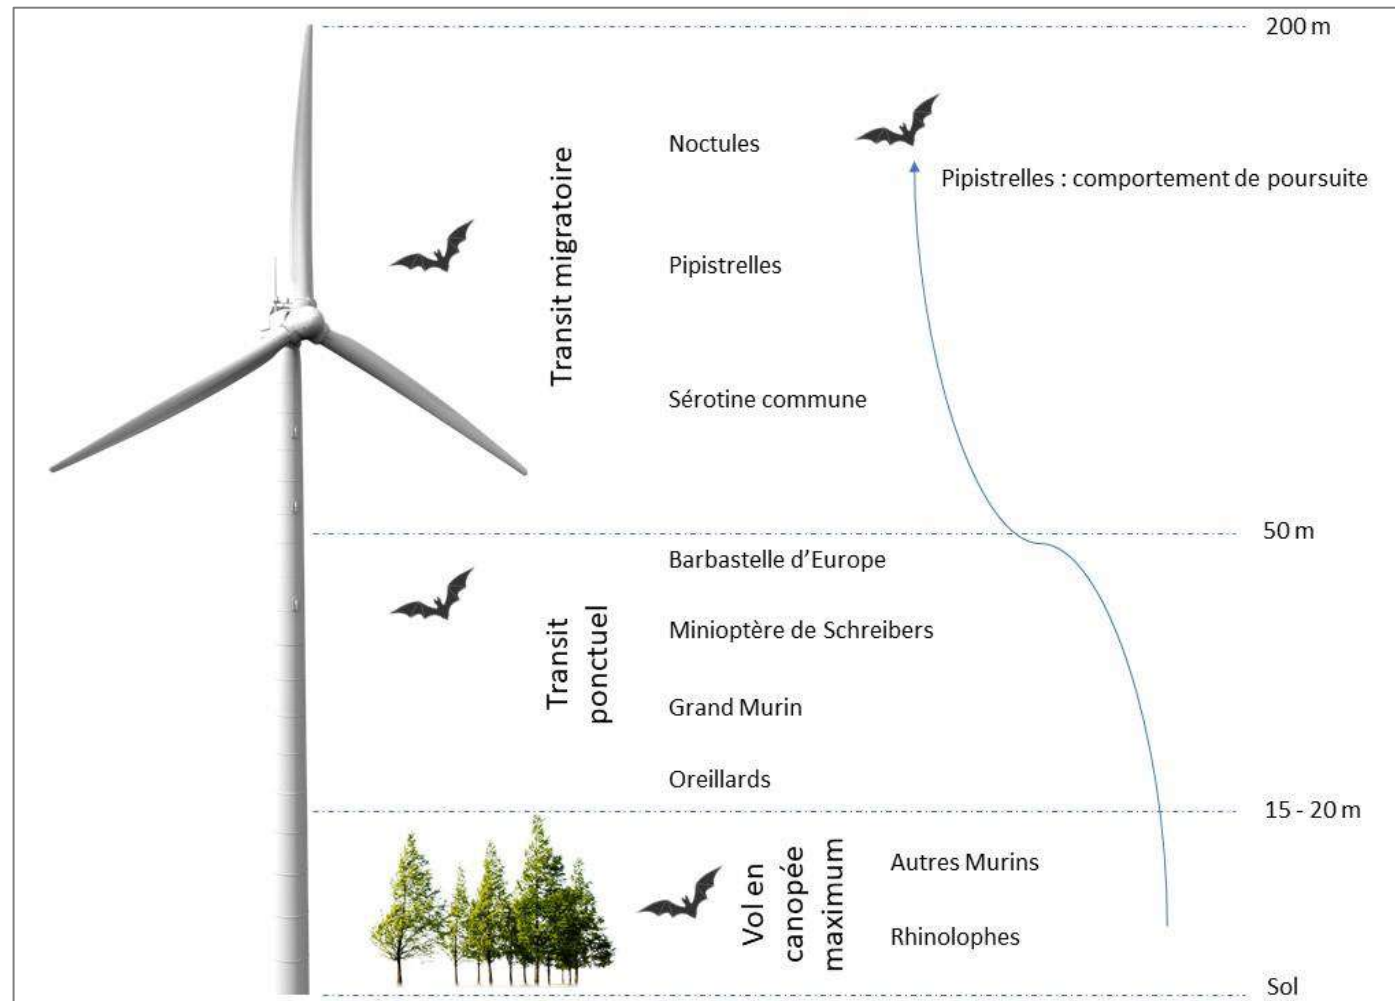 200 m
Noctules
Pipistrelles : comportement de poursuite
Transit migratoire
Pipistrelles
Sérotine commune
50 m
Barbastelle d’Europe
Minioptère de Schreibers
Transit
ponctuel
Grand Murin
Oreillards
15 - 20 m
Vol en
canopée
maximum
Autres Murins
Rhinolophes
Sol